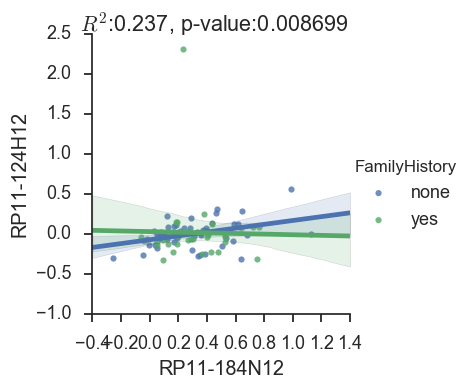 R²:0.237, p-value:0.008699
2.5
2.0
1.5
1.0
0.5
0.0
−0.5
−1.0
RP11-124H12
−0.4 −0.2 0.0 0.2 0.4 0.6 0.8 1.0 1.2 1.4
RP11-184N12
FamilyHistory
none
yes